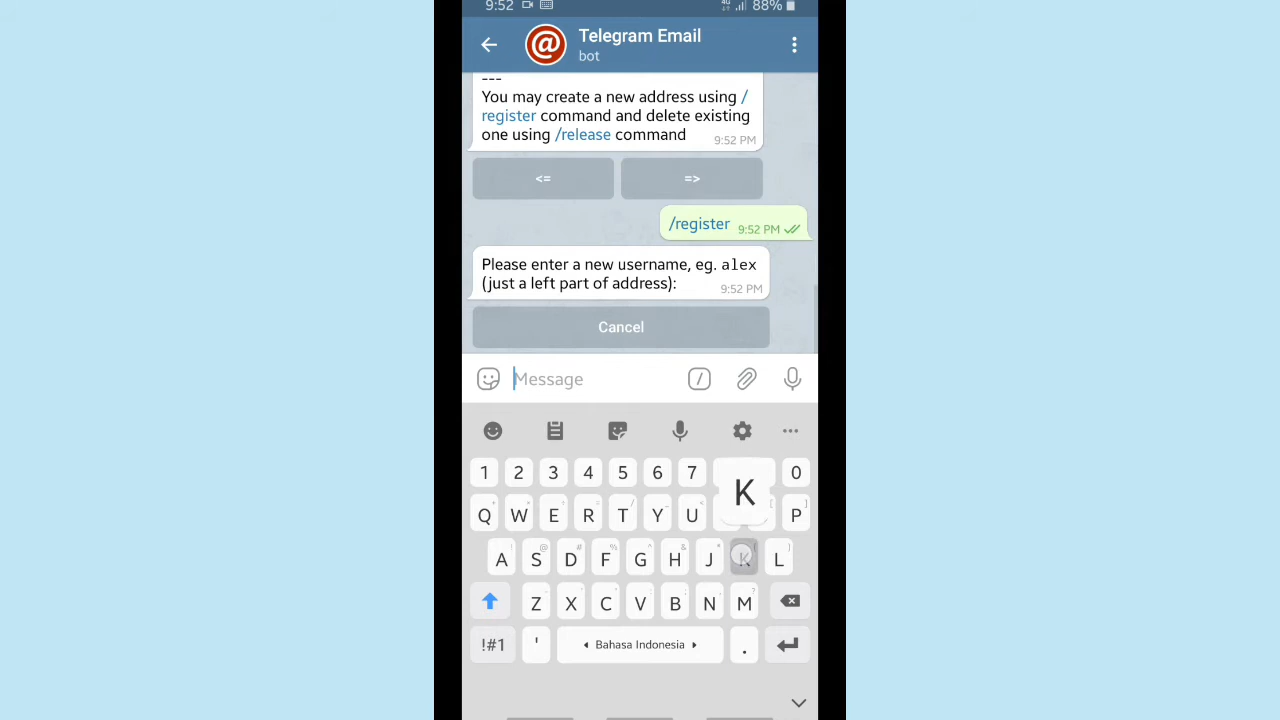 9:52 4G 88%
Telegram Email
bot
---
You may create a new address using /
register command and delete existing
one using /release command 9:52 PM
<= =>
/register 9:52 PM
Please enter a new username, eg. alex
(just a left part of address): 9:52 PM
Cancel
Message /
1 2 3 4 5 6 7 K 0
Q W E R T Y U P
A S D F G H J K L
Z X C V B N M
!#1 ' Bahasa Indonesia .